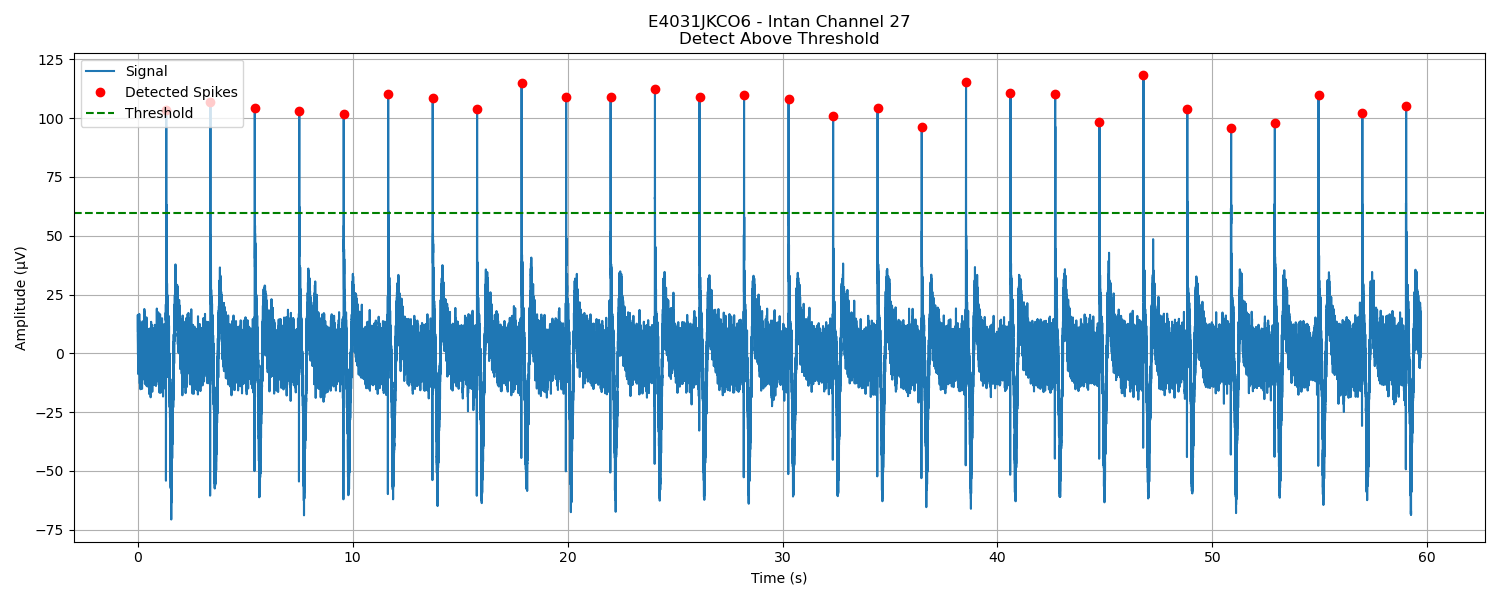 E4031JKCO6 - Intan Channel 27
Detect Above Threshold
Signal
Detected Spikes
Threshold
Amplitude (µV)
125
100
75
50
25
0
−25
−50
−75
0
10
20
30
40
50
60
Time (s)